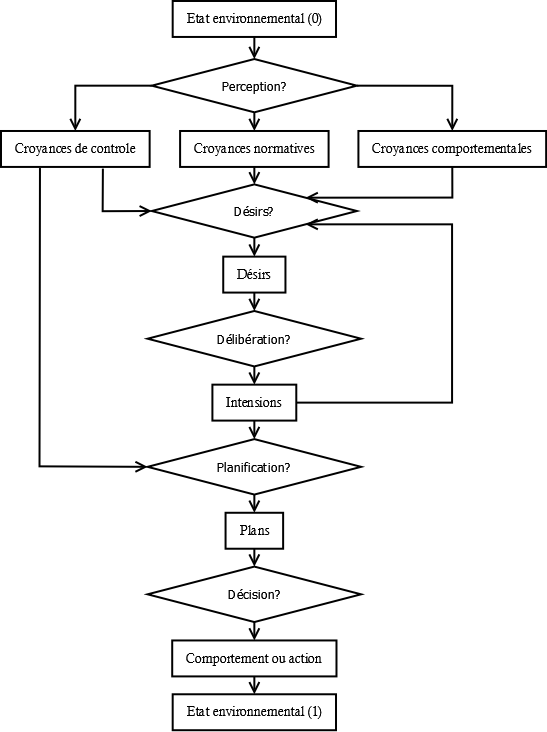 Etat environnemental (0)
Perception?
Croyances de controle
Croyances normatives
Croyances comportementales
Désirs?
Désirs
Délibération?
Intensions
Planification?
Plans
Décision?
Comportement ou action
Etat environnemental (1)